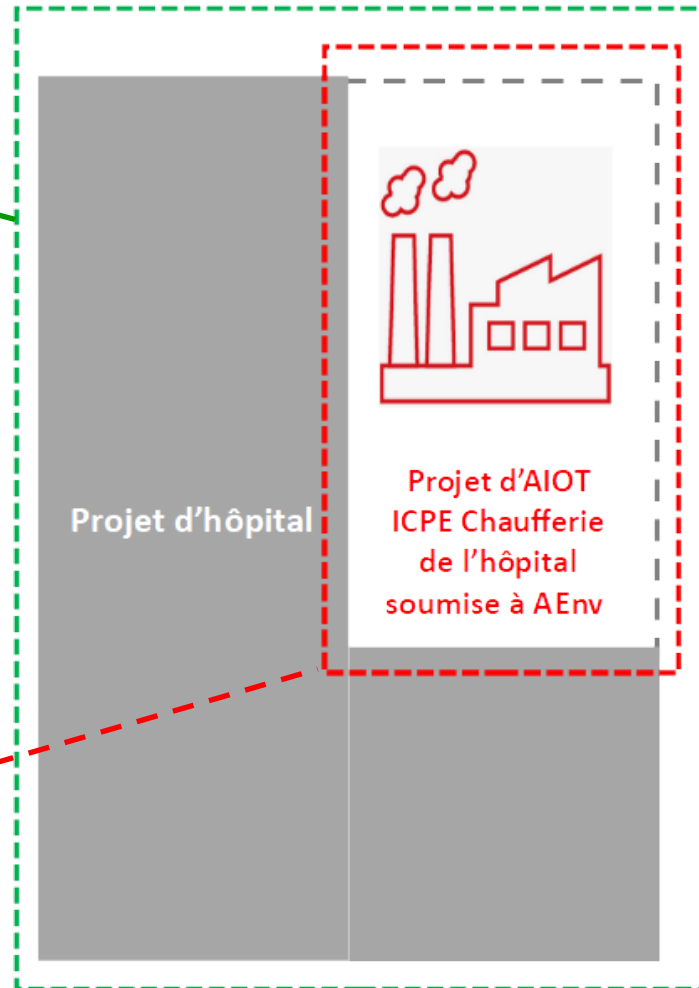 Projet d'hôpital
Projet d'AIOT
ICPE Chaufferie
de l'hôpital
soumise à AEnv